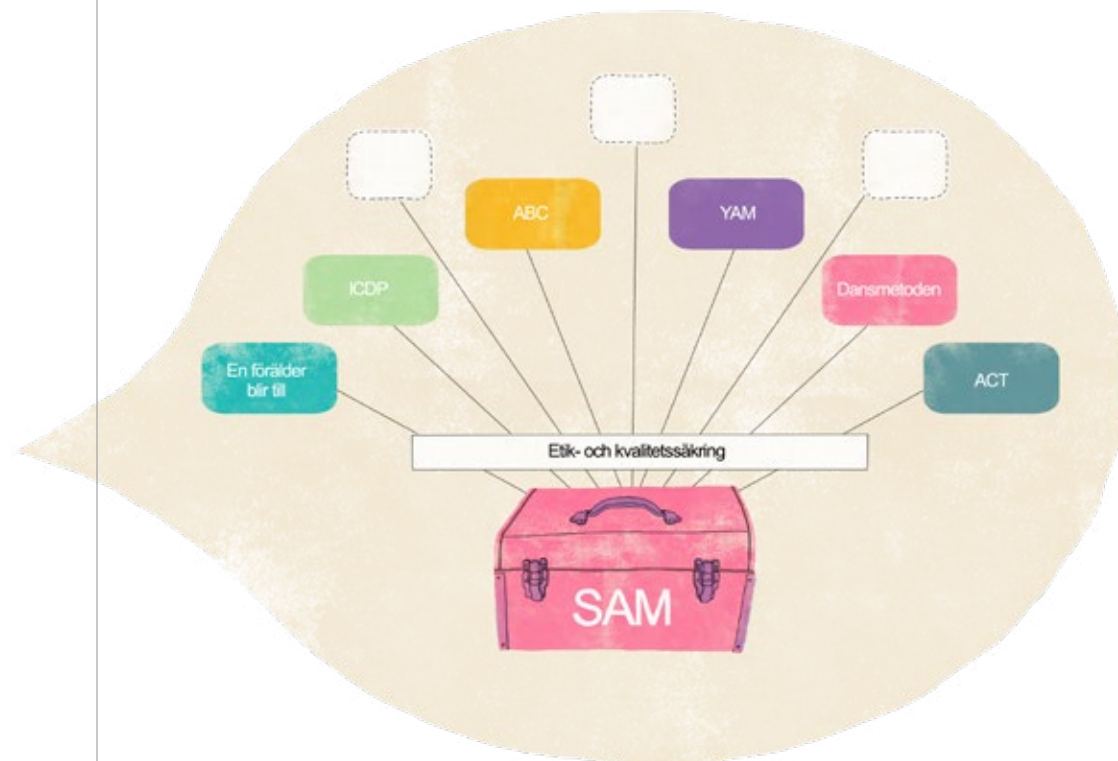 ABC
YAM
ICDP
Dansmetoden
En förälder
blir till
ACT
Etik- och kvalitetssäkring
SAM